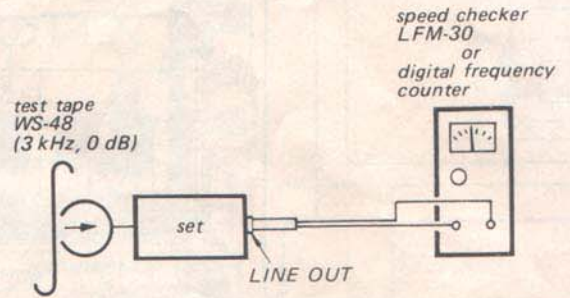 speed checker
LFM-30
or
digital frequency
counter
test tape
WS-48
(3 kHz, 0 dB)
set
LINE OUT